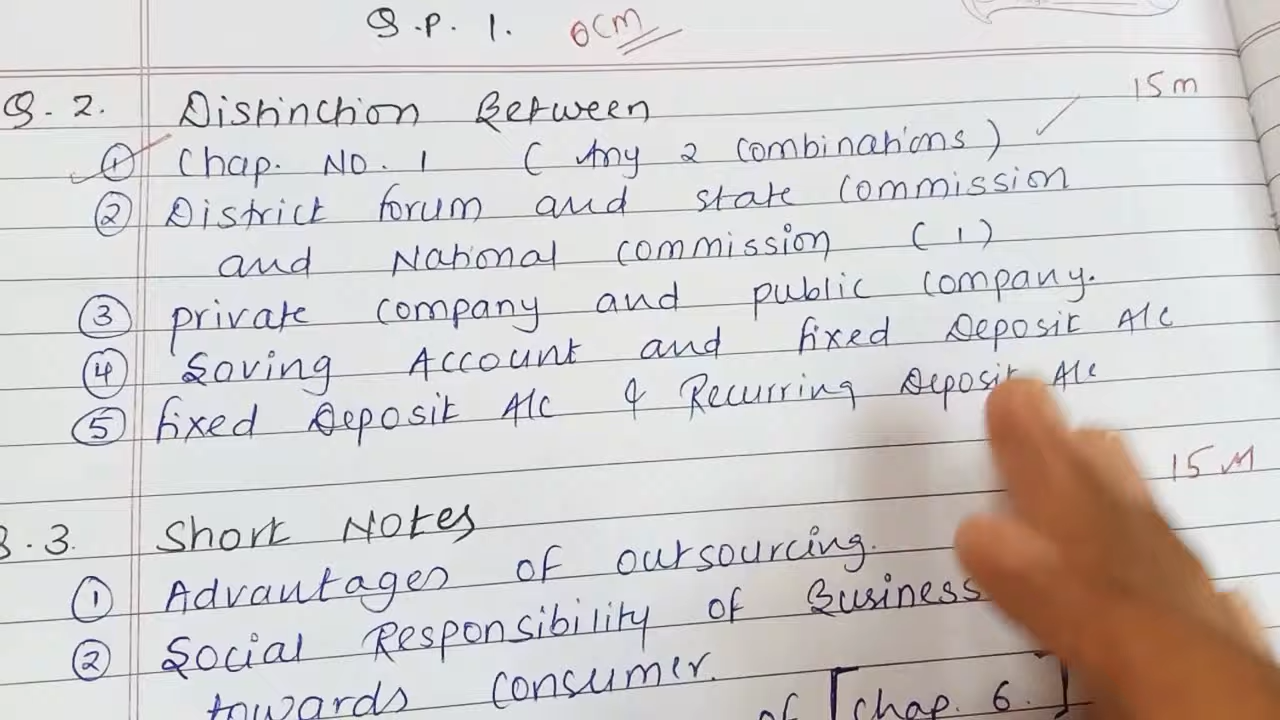 Q.P. 1. OCM
Q.2. Distinction Between 15m
① Chap. No. 1 (Any 2 combinations) ✓
② District forum and state commission
and National commission (1)
③ private company and public company.
④ Saving Account and fixed Deposit A/c
⑤ fixed Deposit A/c & Recurring Deposit A/c
15M
Q.3. Short Notes
① Advantages of outsourcing.
② Social Responsibility of Business
towards consumer.
of [chap. 6.]